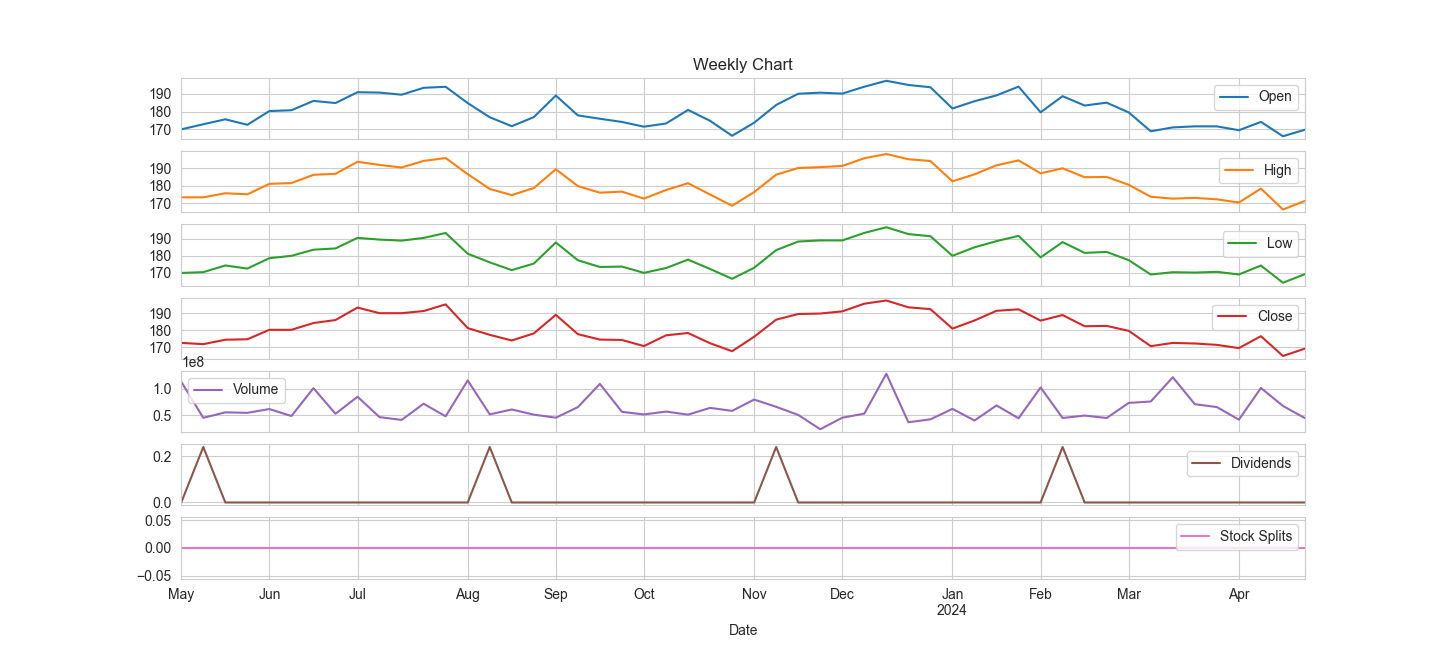 Weekly Chart
190
180
170
Open
190
180
170
High
190
180
170
Low
190
180
170
Close
1e8
1.0
0.5
Volume
0.2
0.0
Dividends
0.05
0.00
−0.05
Stock Splits
May Jun Jul Aug Sep Oct Nov Dec Jan Feb Mar Apr
2024
Date